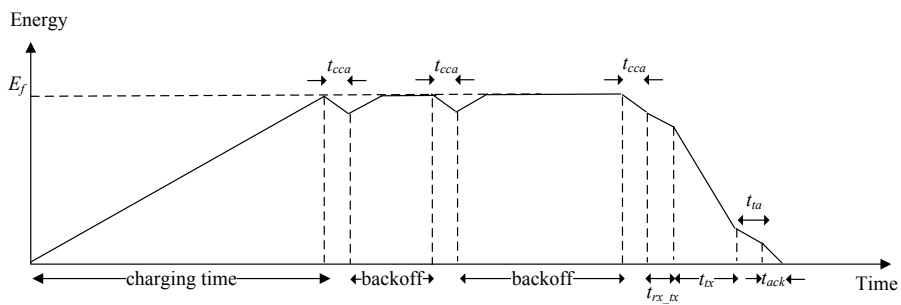 Energy
t_cca t_cca t_cca
E_f
t_ta
charging time backoff backoff t_rx_tx t_tx t_ack Time